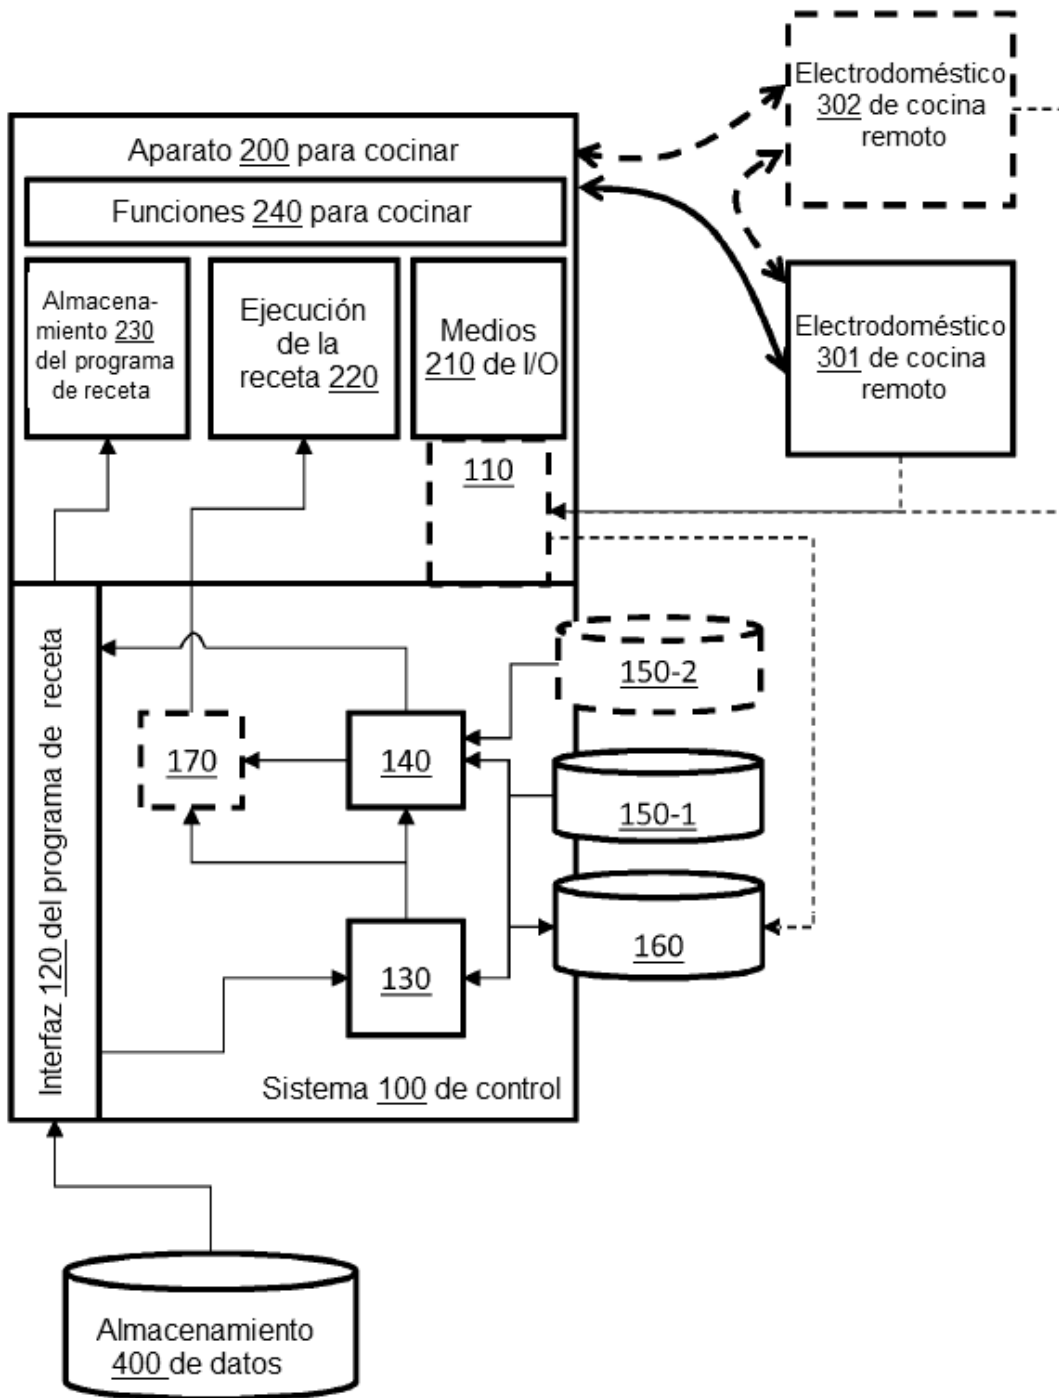 Electrodoméstico
302 de cocina
remoto
Aparato 200 para cocinar
Funciones 240 para cocinar
Almacena-
miento 230
del programa
de receta
Ejecución
de la
receta 220
Medios
210 de I/O
Electrodoméstico
301 de cocina
remoto
110
Interfaz 120 del programa de receta
150-2
170
140
150-1
160
130
Sistema 100 de control
Almacenamiento
400 de datos